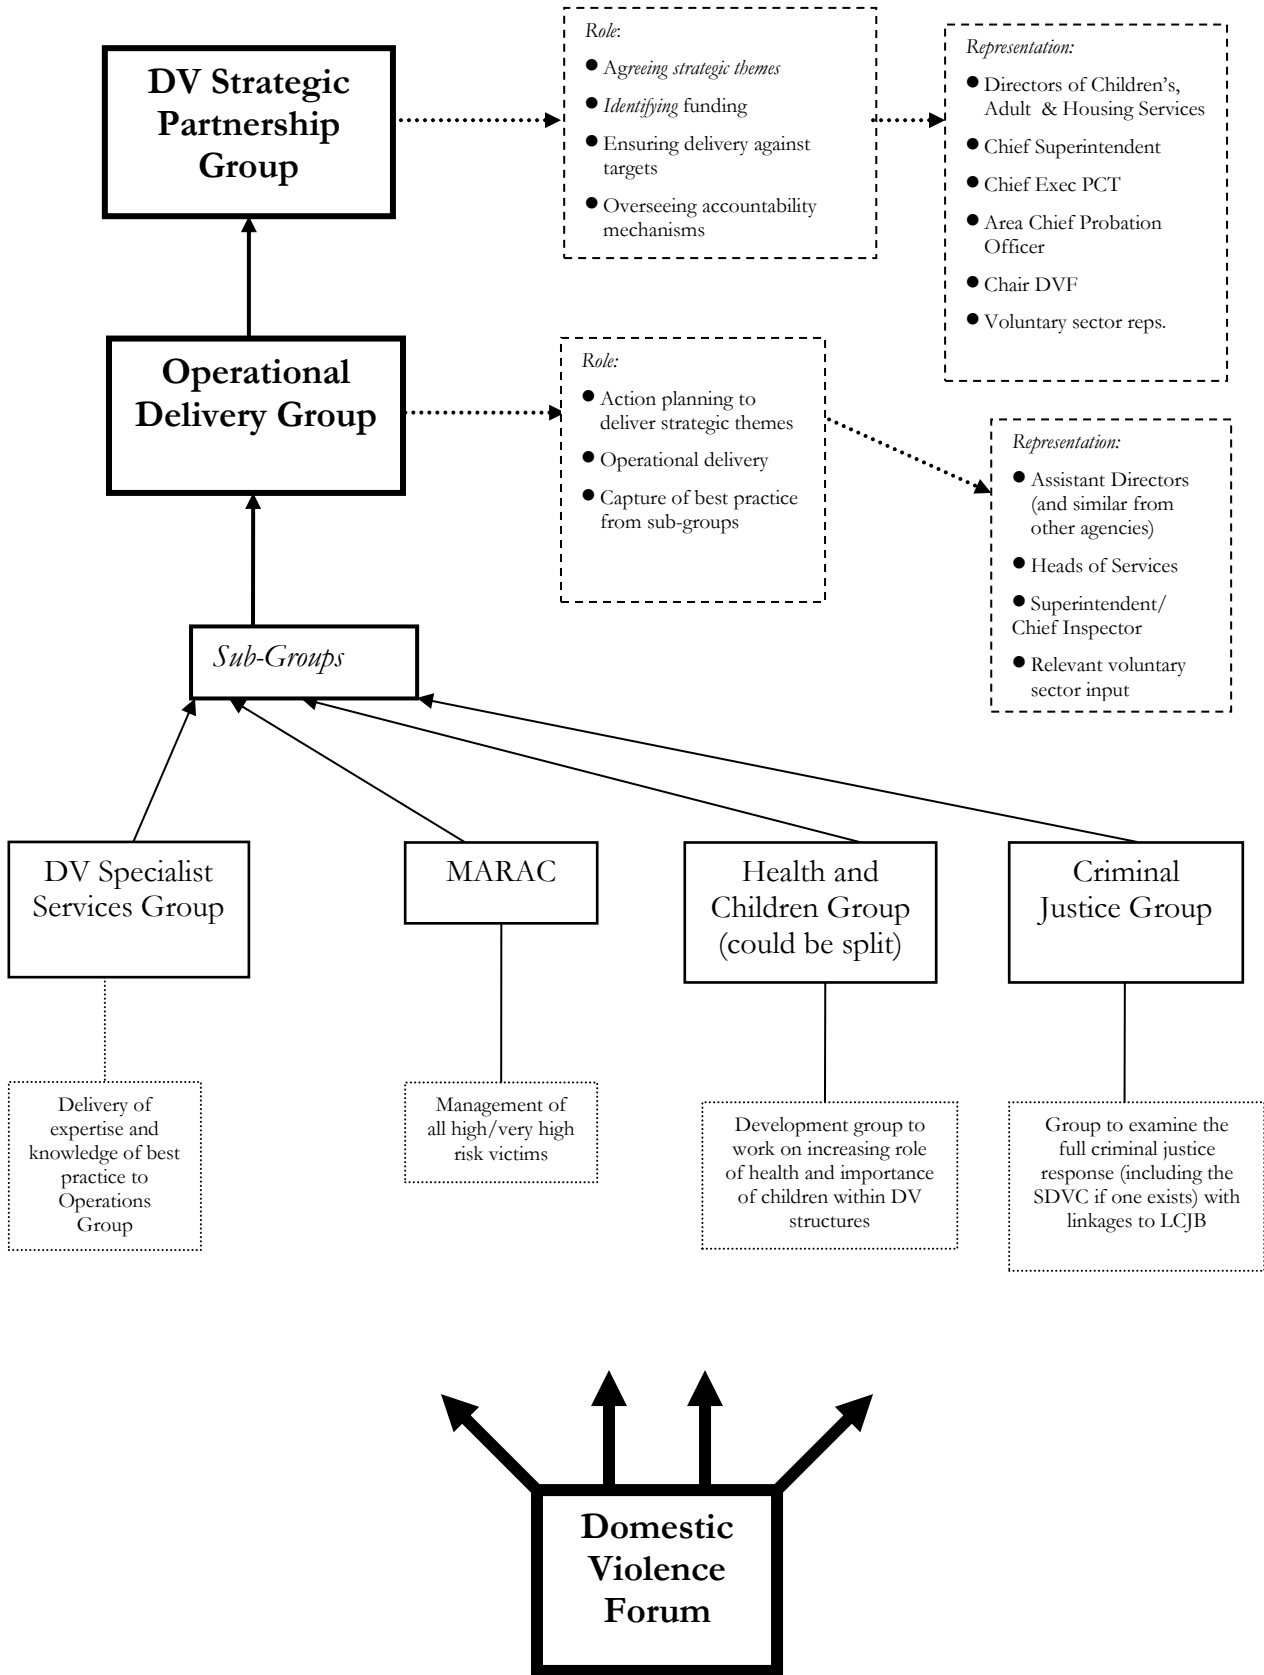 DV Strategic
Partnership
Group
Role:
● Agreeing strategic themes
● Identifying funding
● Ensuring delivery against
targets
● Overseeing accountability
mechanisms
Representation:
● Directors of Children’s,
Adult & Housing Services
● Chief Superintendent
● Chief Exec PCT
● Area Chief Probation
Officer
● Chair DVF
● Voluntary sector reps.
Operational
Delivery Group
Role:
● Action planning to
deliver strategic themes
● Operational delivery
● Capture of best practice
from sub-groups
Representation:
● Assistant Directors
(and similar from
other agencies)
● Heads of Services
● Superintendent/
Chief Inspector
● Relevant voluntary
sector input
Sub-Groups
DV Specialist
Services Group
MARAC
Health and
Children Group
(could be split)
Criminal
Justice Group
Delivery of
expertise and
knowledge of best
practice to
Operations
Group
Management of
all high/very high
risk victims
Development group to
work on increasing role
of health and importance
of children within DV
structures
Group to examine the
full criminal justice
response (including the
SDVC if one exists) with
linkages to LCJB
Domestic
Violence
Forum